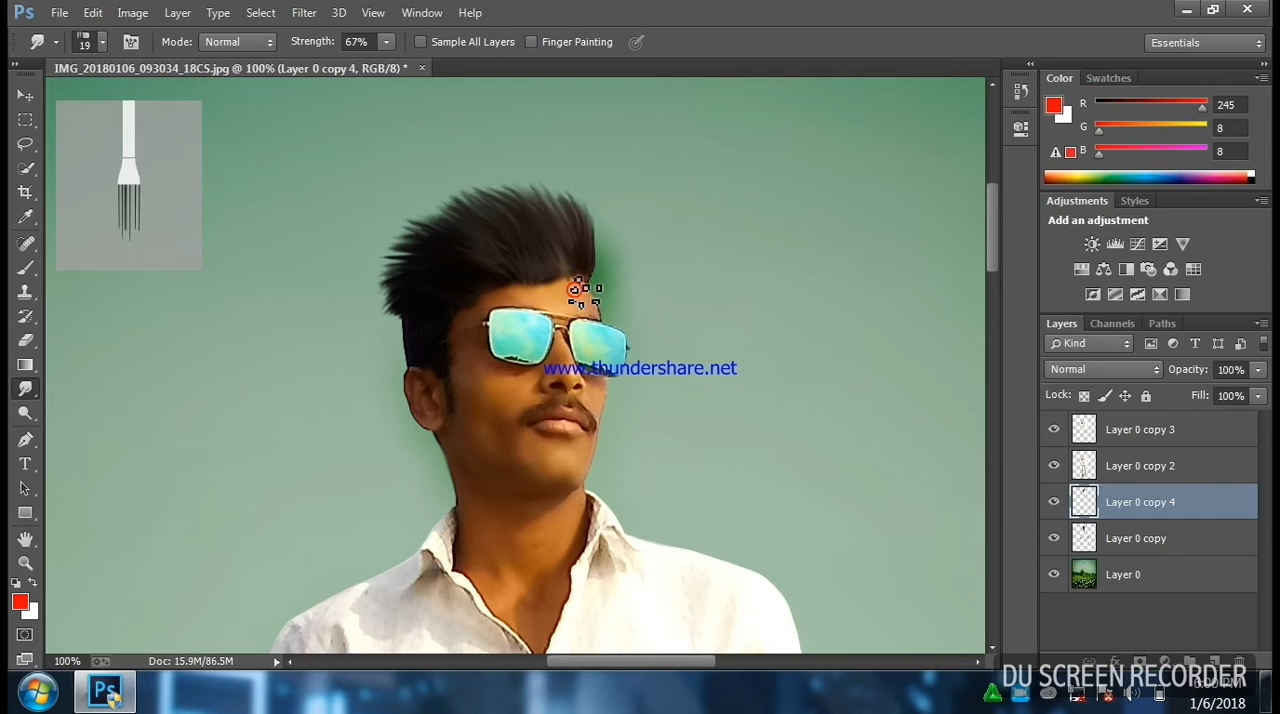 Ps File Edit Image Layer Type Select Filter 3D View Window Help
19 Mode: Normal Strength: 67% Sample All Layers Finger Painting Essentials
IMG_20180106_093034_18CS.jpg @ 100% (Layer 0 copy 4, RGB/8) *
Color Swatches
R 245
G 8
B 8
Adjustments Styles
Add an adjustment
Layers Channels Paths
Kind
Normal Opacity: 100%
Lock: Fill: 100%
Layer 0 copy 3
Layer 0 copy 2
Layer 0 copy 4
Layer 0 copy
Layer 0
www.thundershare.net
100% Doc: 15.9M/86.5M
DU SCREEN RECORDER
Ps
1/6/2018